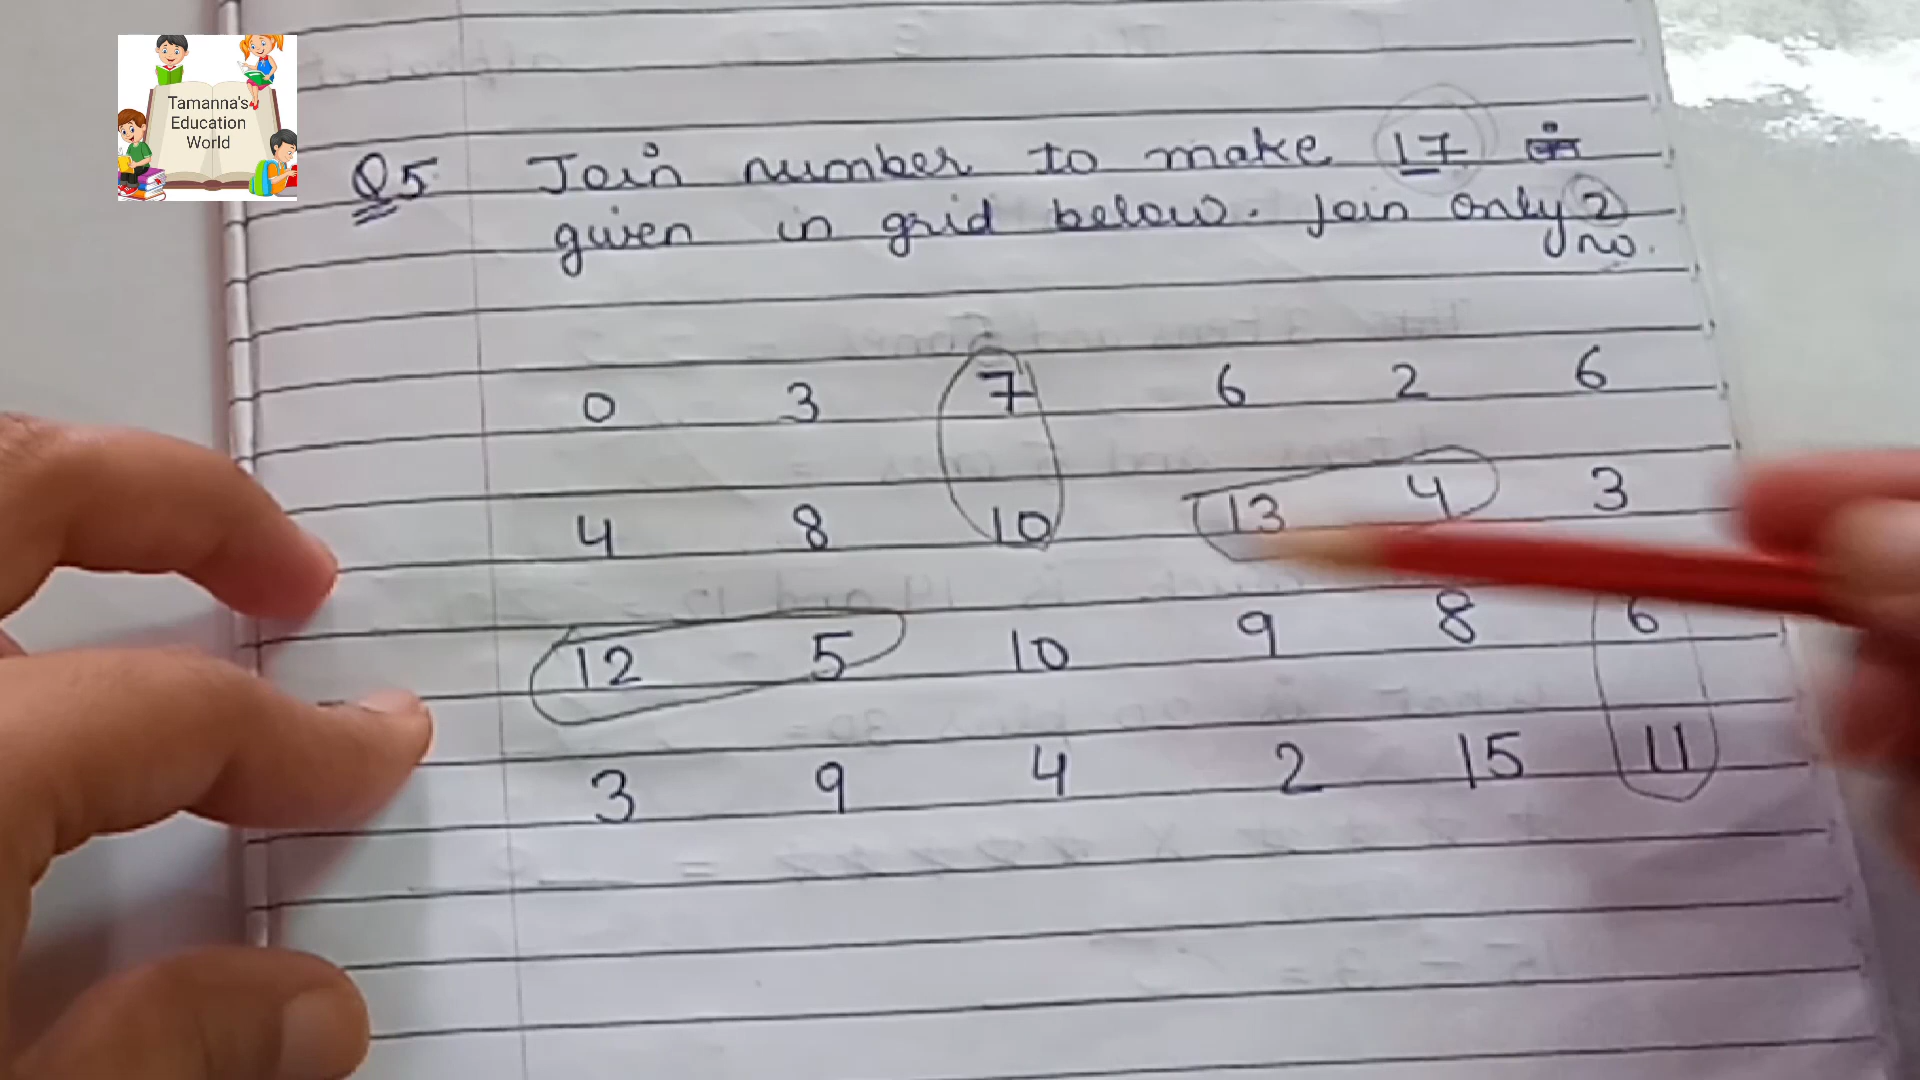 Tamanna's
Education
World
Q5 Join number to make 17
given in grid below. Join only 2
no.
0 3 7 6 2 6
4 8 10 13 4 3
12 5 10 9 8 6
3 9 4 2 15 11